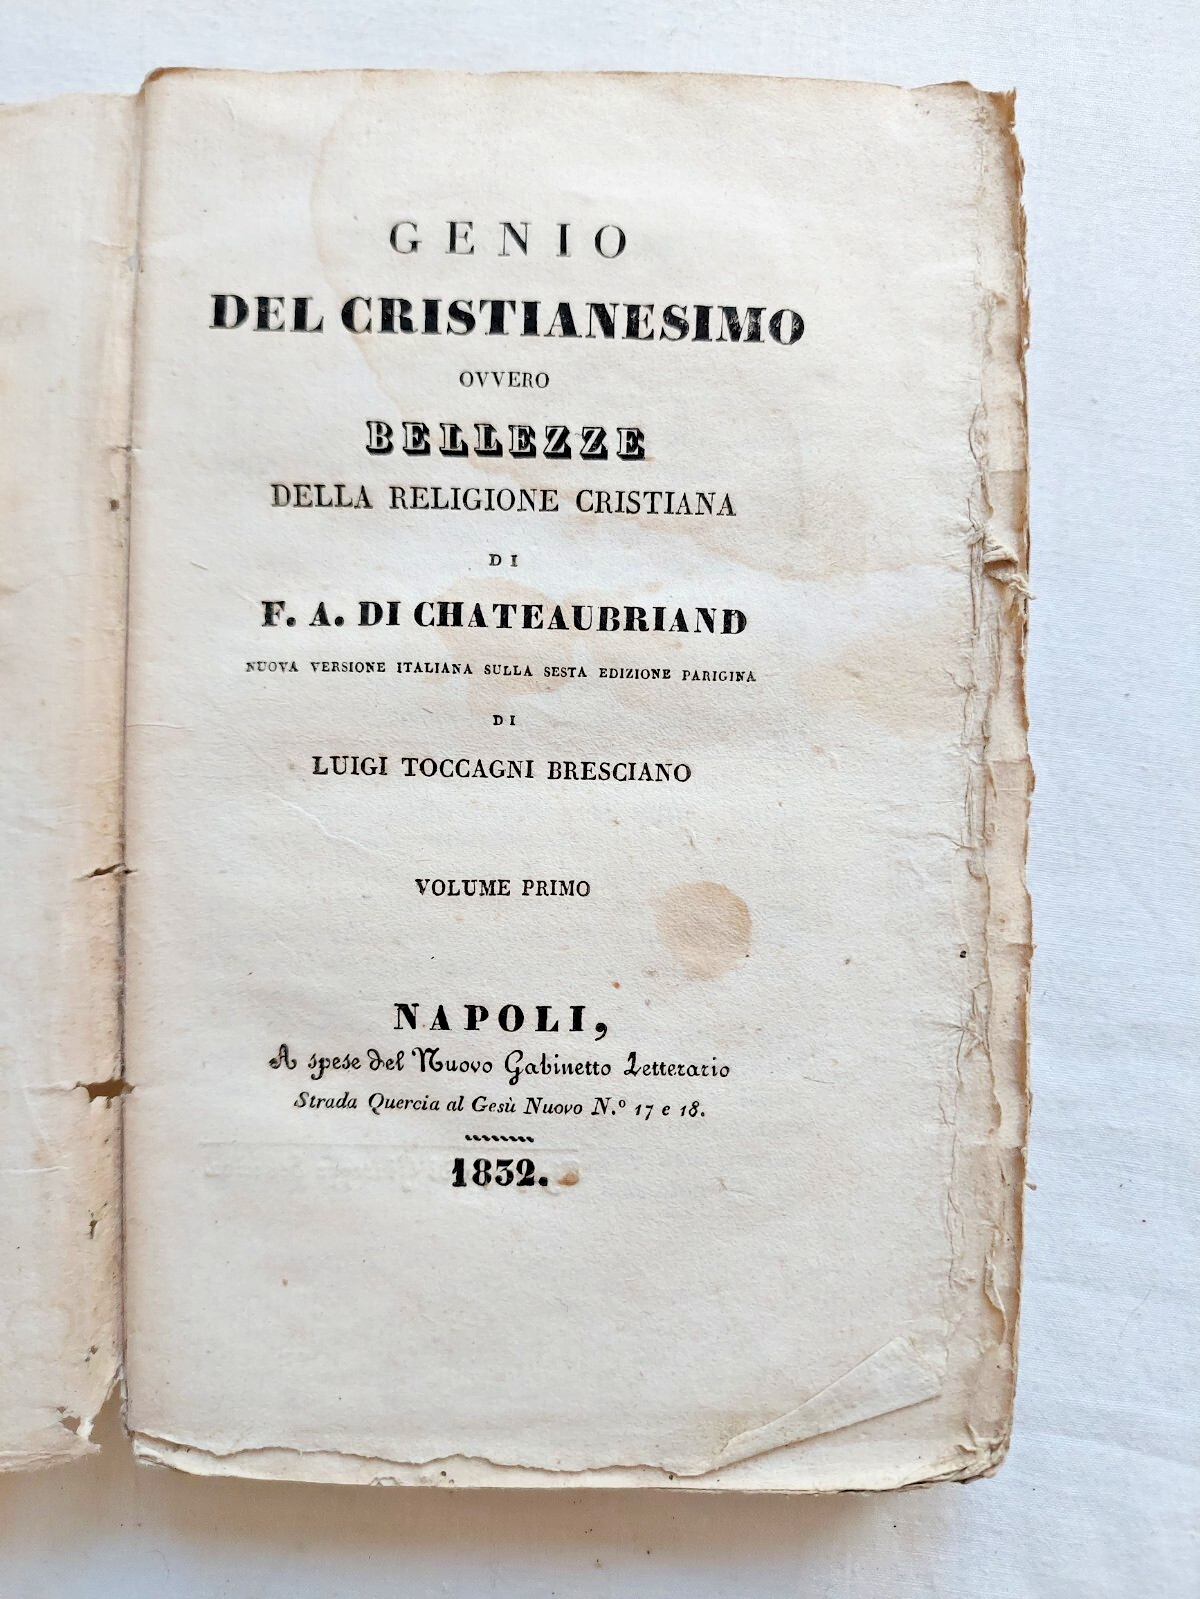 GENIO
DEL CRISTIANESIMO
OVVERO
BELLEZZE
DELLA RELIGIONE CRISTIANA
DI
F. A. DI CHATEAUBRIAND
NUOVA VERSIONE ITALIANA SULLA SESTA EDIZIONE PARIGINA
DI
LUIGI TOCCAGNI BRESCIANO
VOLUME PRIMO
NAPOLI,
A spese del Nuovo Gabinetto Letterario
Strada Quercia al Gesù Nuovo N.º 17 e 18.
1832.